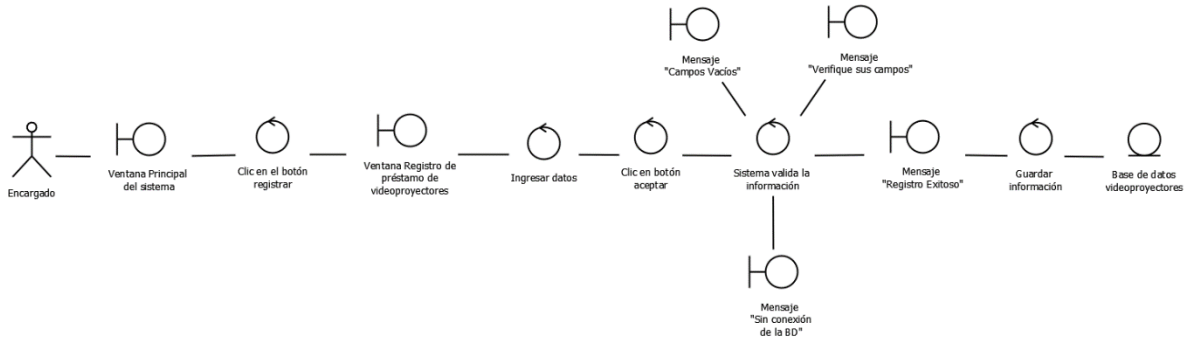 Mensaje
"Campos Vacíos"
Mensaje
"Verifique sus campos"
Encargado
Ventana Principal
del sistema
Clic en el botón
registrar
Ventana Registro de
préstamo de
videoproyectores
Ingresar datos
Clic en botón
aceptar
Sistema valida la
información
Mensaje
"Registro Exitoso"
Guardar
información
Base de datos
videoproyectores
Mensaje
"Sin conexión
de la BD"